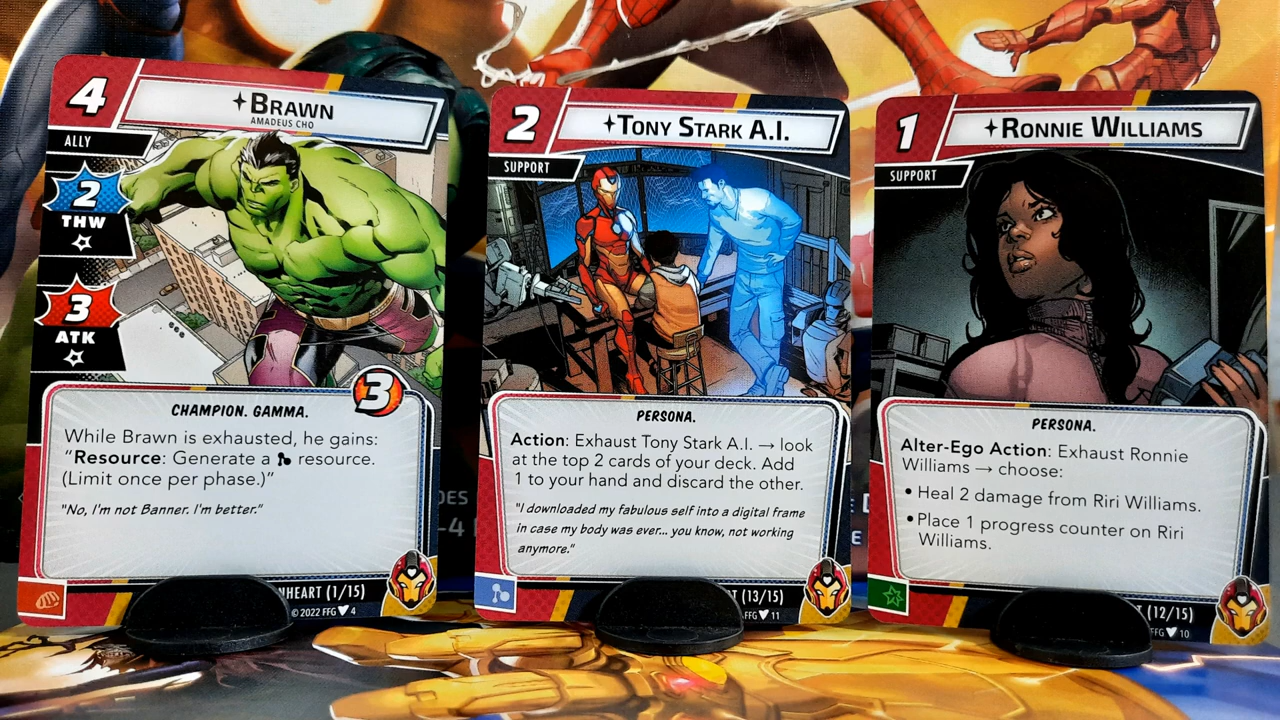 4
BRAWN
AMADEUS CHO
ALLY
2
THW
3
ATK
3
CHAMPION. GAMMA.
While Brawn is exhausted, he gains:
"Resource: Generate a resource.
(Limit once per phase.)"
"No, I'm not Banner. I'm better."
NHEART (1/15)
© 2022 FFG 4
2
TONY STARK A.I.
SUPPORT
PERSONA.
Action: Exhaust Tony Stark A.I. → look
at the top 2 cards of your deck. Add
1 to your hand and discard the other.
"I downloaded my fabulous self into a digital frame
in case my body was ever... you know, not working
anymore."
T (13/15)
FFG 11
1
RONNIE WILLIAMS
SUPPORT
PERSONA.
Alter-Ego Action: Exhaust Ronnie
Williams → choose:
• Heal 2 damage from Riri Williams.
• Place 1 progress counter on Riri
Williams.
T (12/15)
FFG 10